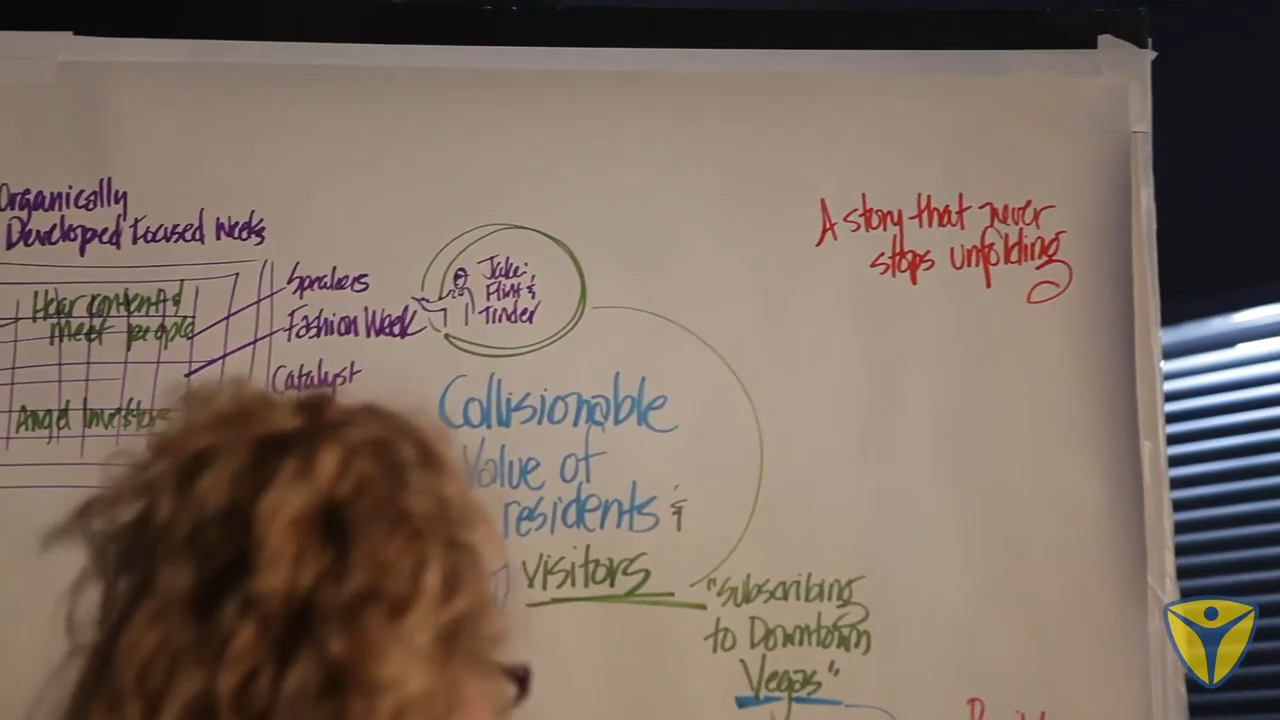 Organically
Developed Focused Weeks
Hear content &
meet people
Angel Investors
Speakers
Fashion Week
Catalyst
Jake:
Flint &
Tinder
Collisionable
Value of
residents &
visitors
"Subscribing
to Downtown
Vegas"
A story that never
stops unfolding